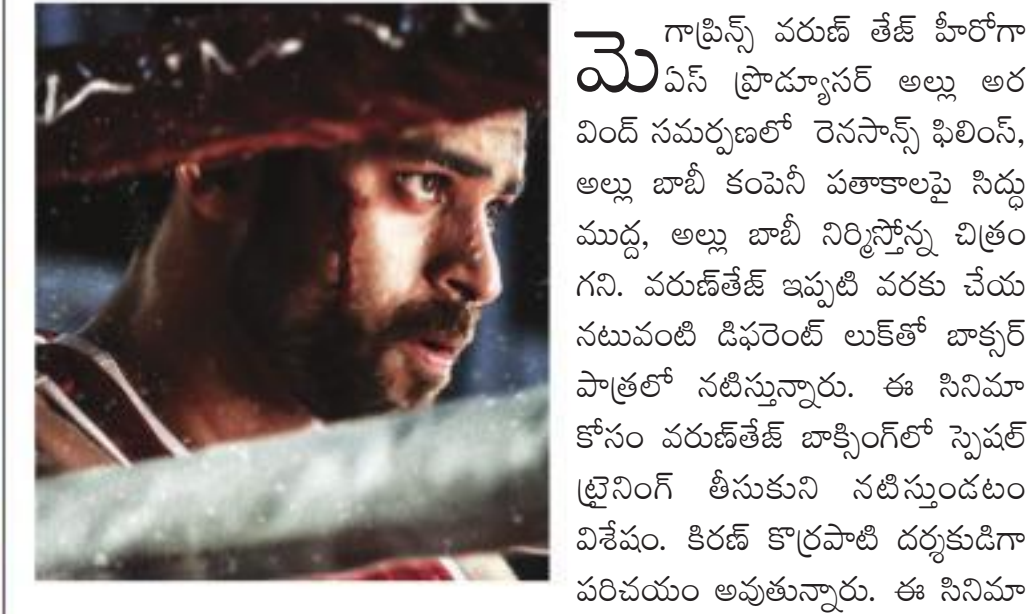 మెగాప్రిన్స్ వరుణ్ తేజ్ హీరోగా
ఏస్ ప్రొడ్యూసర్ అల్లు అర
వింద్ సమర్పణలో రెనసాన్స్ ఫిలింస్,
అల్లు బాబీ కంపెనీ పతాకాలపై సిద్ధు
ముద్ద, అల్లు బాబీ నిర్మిస్తోన్న చిత్రం
గని. వరుణ్‌తేజ్ ఇప్పటి వరకు చేయ
నటువంటి డిఫరెంట్ లుక్‌తో బాక్సర్
పాత్రలో నటిస్తున్నారు. ఈ సినిమా
కోసం వరుణ్‌తేజ్ బాక్సింగ్‌లో స్పెషల్
ట్రైనింగ్ తీసుకుని నటిస్తుండటం
విశేషం. కిరణ్ కొర్రపాటి దర్శకుడిగా
పరిచయం అవుతున్నారు. ఈ సినిమా